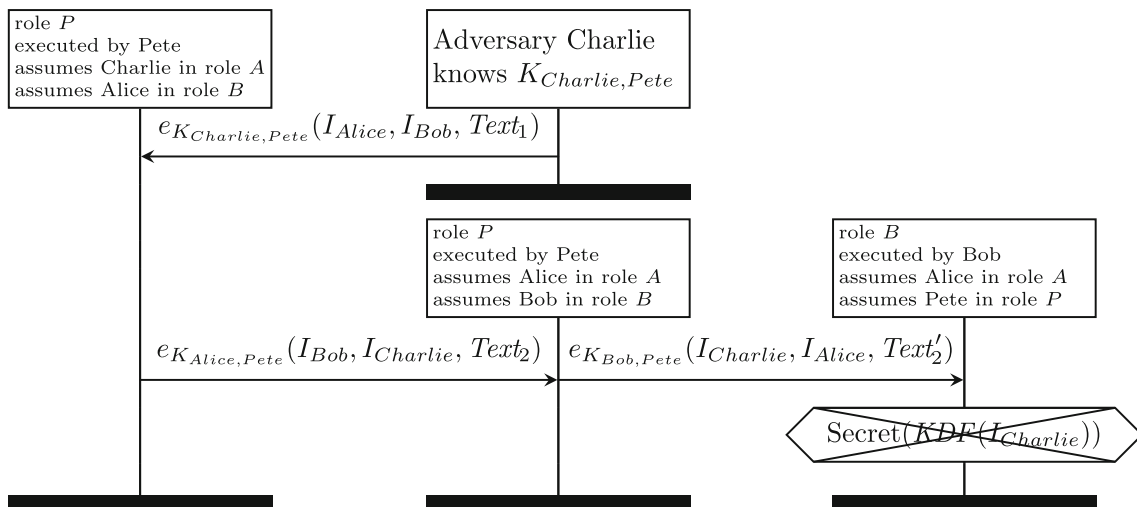 role P
executed by Pete
assumes Charlie in role A
assumes Alice in role B
Adversary Charlie
knows K_{Charlie,Pete}
e_{K_{Charlie,Pete}}(I_{Alice}, I_{Bob}, Text_1)
role P
executed by Pete
assumes Alice in role A
assumes Bob in role B
role B
executed by Bob
assumes Alice in role A
assumes Pete in role P
e_{K_{Alice,Pete}}(I_{Bob}, I_{Charlie}, Text_2)
e_{K_{Bob,Pete}}(I_{Charlie}, I_{Alice}, Text'_2)
Secret(KDF(I_{Charlie}))